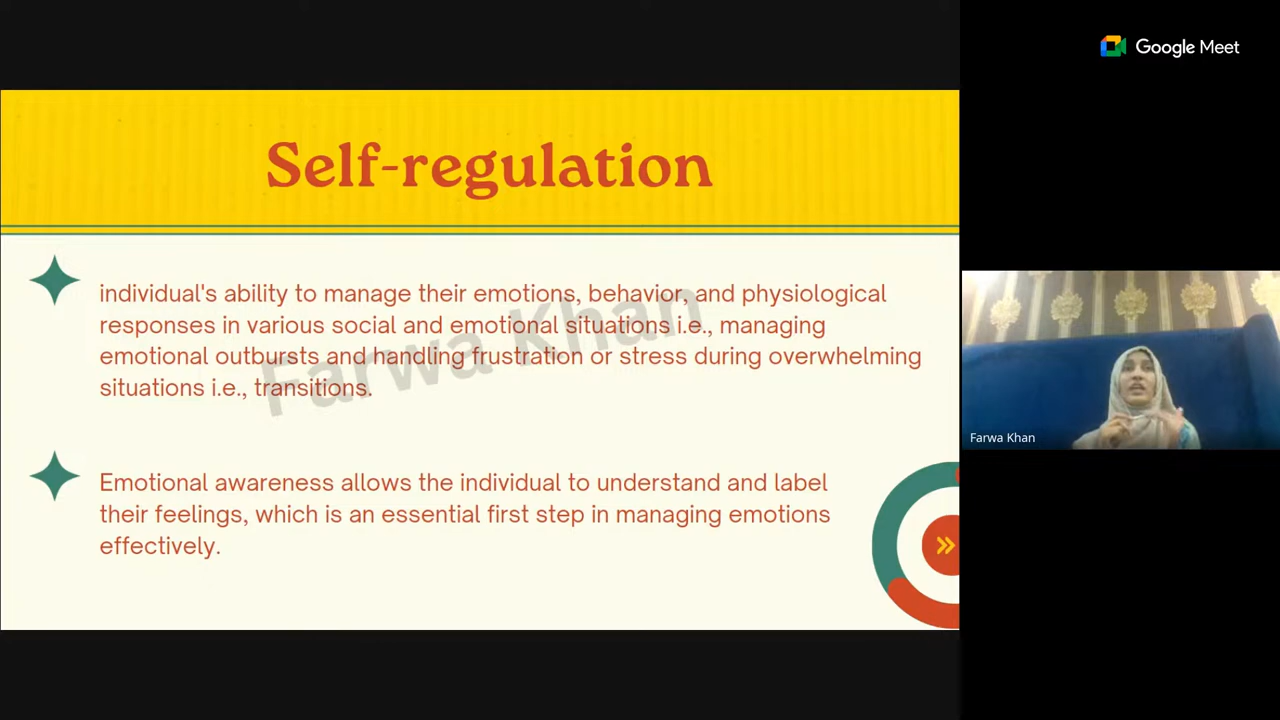 Google Meet
Self-regulation
individual's ability to manage their emotions, behavior, and physiological
responses in various social and emotional situations i.e., managing
emotional outbursts and handling frustration or stress during overwhelming
situations i.e., transitions.
Farwa Khan
Emotional awareness allows the individual to understand and label
their feelings, which is an essential first step in managing emotions
effectively.
Farwa Khan